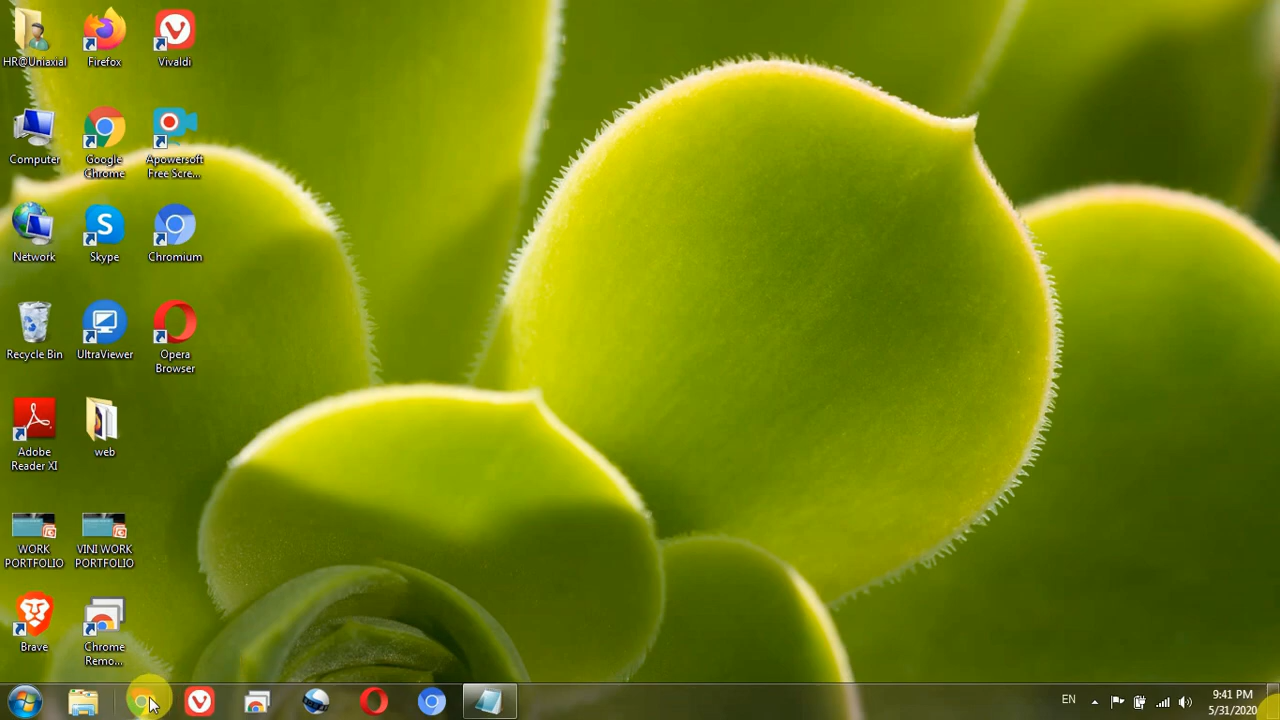 HR@Uniaxial
Firefox
Vivaldi
Computer
Google
Chrome
Apowersoft
Free Scre...
Network
Skype
Chromium
Recycle Bin
UltraViewer
Opera
Browser
Adobe
Reader XI
web
WORK
PORTFOLIO
VINI WORK
PORTFOLIO
Brave
Chrome
Remo...
EN
9:41 PM
5/31/2020